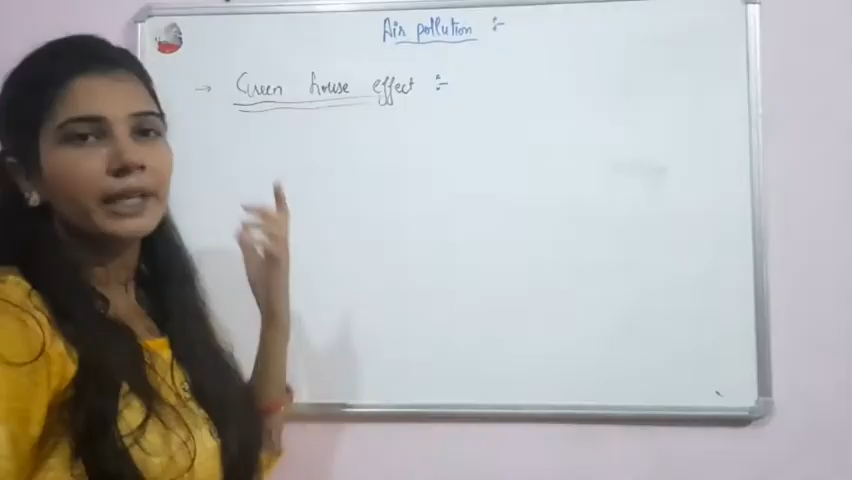 Air pollution :-
→ Green house effect :-